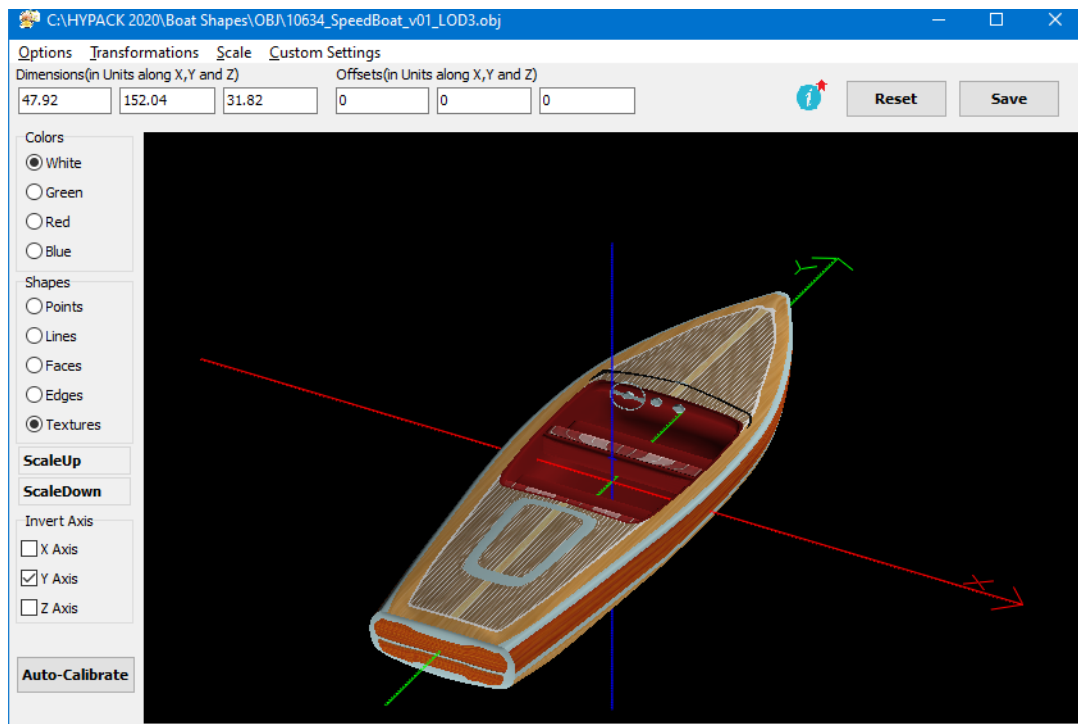 C:\HYPACK 2020\Boat Shapes\OBJ\10634_SpeedBoat_v01_LOD3.obj
Options Transformations Scale Custom Settings
Dimensions(in Units along X,Y and Z) Offsets(in Units along X,Y and Z)
47.92 152.04 31.82 0 0 0 i Reset Save
Colors
White
Green
Red
Blue
Shapes
Points
Lines
Faces
Edges
Textures
ScaleUp
ScaleDown
Invert Axis
X Axis
Y Axis
Z Axis
Auto-Calibrate
Y
X